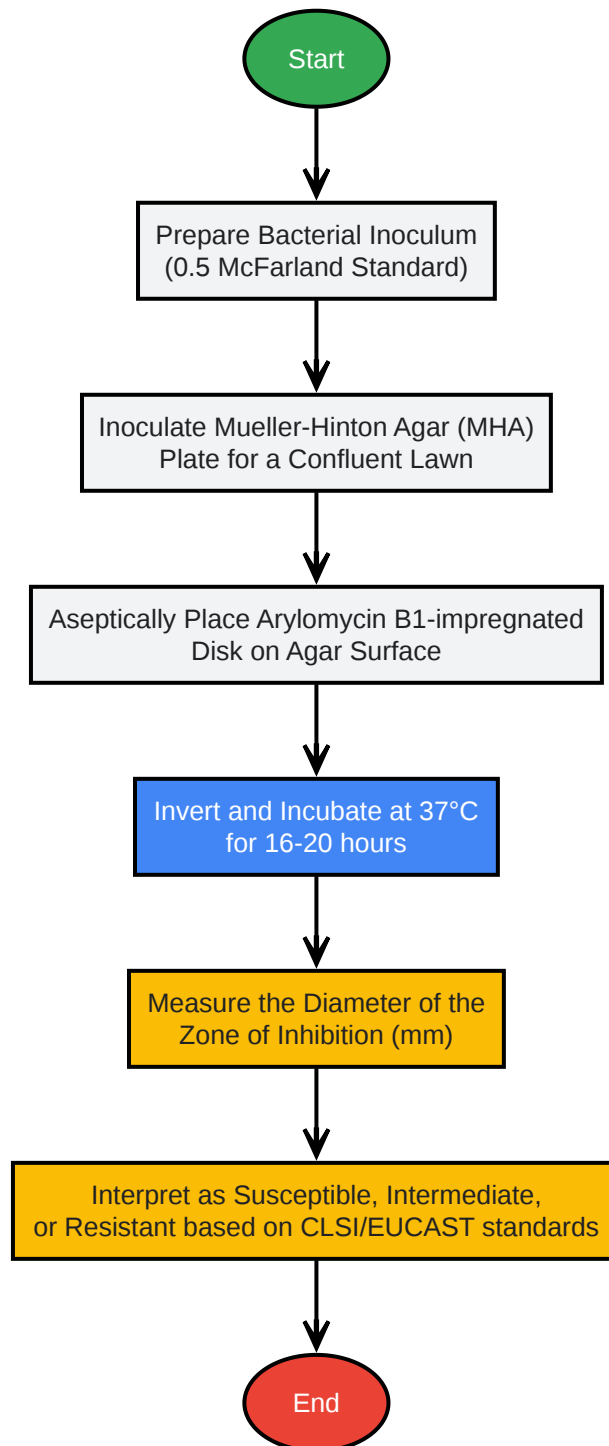 Start
Prepare Bacterial Inoculum
(0.5 McFarland Standard)
Inoculate Mueller-Hinton Agar (MHA)
Plate for a Confluent Lawn
Aseptically Place Arylomycin B1-impregnated
Disk on Agar Surface
Invert and Incubate at 37°C
for 16-20 hours
Measure the Diameter of the
Zone of Inhibition (mm)
Interpret as Susceptible, Intermediate,
or Resistant based on CLSI/EUCAST standards
End